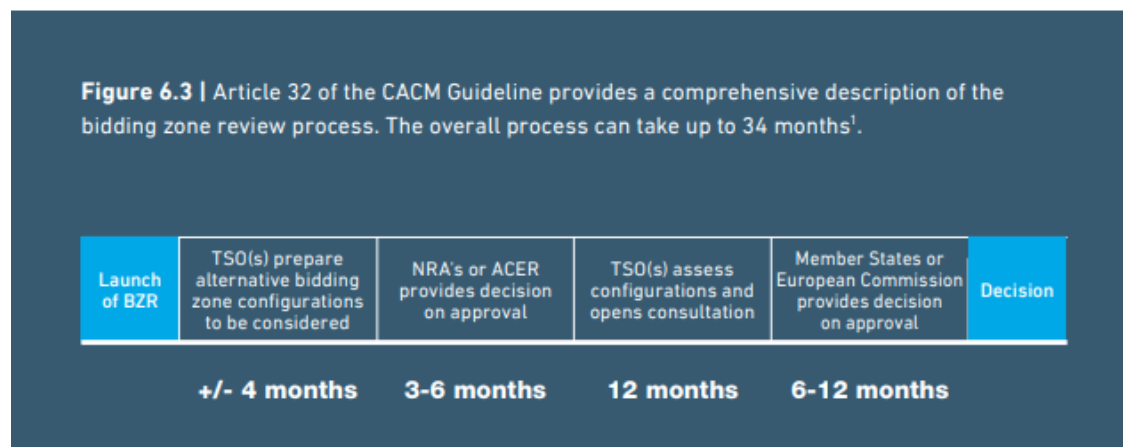 Figure 6.3 | Article 32 of the CACM Guideline provides a comprehensive description of the
bidding zone review process. The overall process can take up to 34 months¹.
Launch
of BZR
TSO(s) prepare
alternative bidding
zone configurations
to be considered
NRA's or ACER
provides decision
on approval
TSO(s) assess
configurations and
opens consultation
Member States or
European Commission
provides decision
on approval
Decision
+/- 4 months
3-6 months
12 months
6-12 months